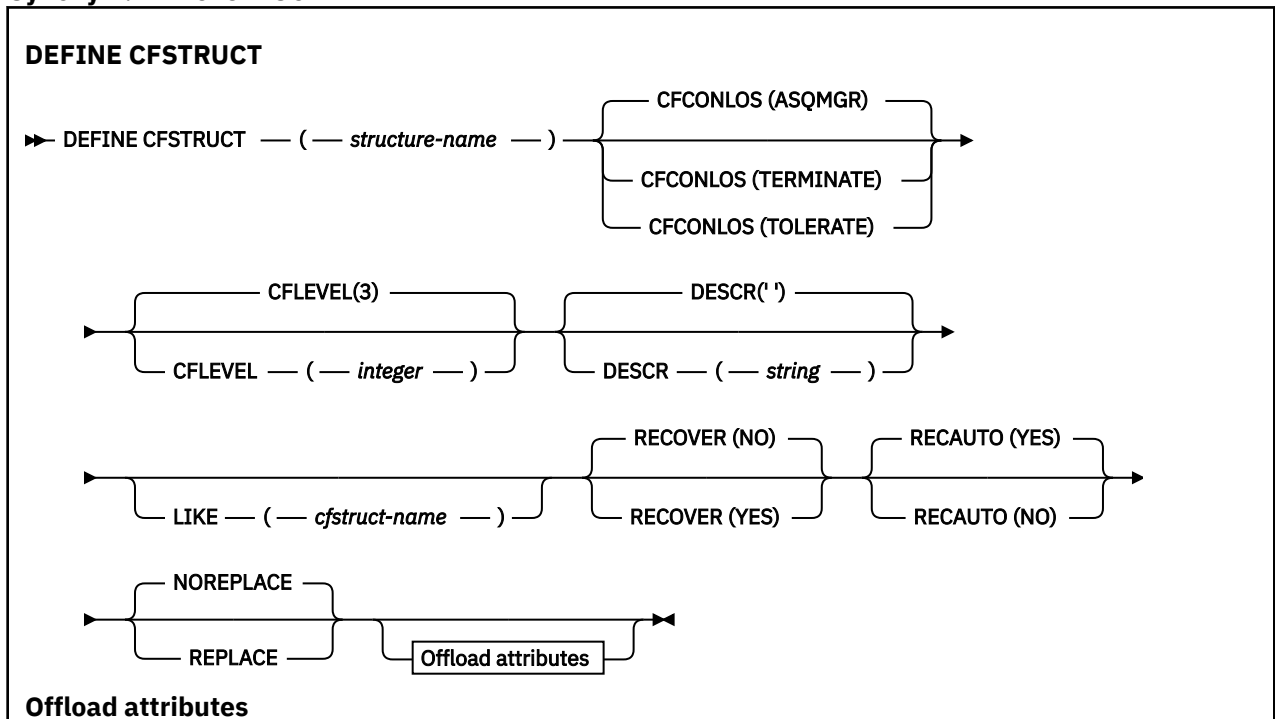 DEFINE CFSTRUCT
CFCONLOS (ASQMGR)
DEFINE CFSTRUCT ( structure-name )
CFCONLOS (TERMINATE)
CFCONLOS (TOLERATE)
CFLEVEL(3) DESCR(' ')
CFLEVEL ( integer ) DESCR ( string )
RECOVER (NO) RECAUTO (YES)
LIKE ( cfstruct-name ) RECOVER (YES) RECAUTO (NO)
NOREPLACE
REPLACE Offload attributes
Offload attributes